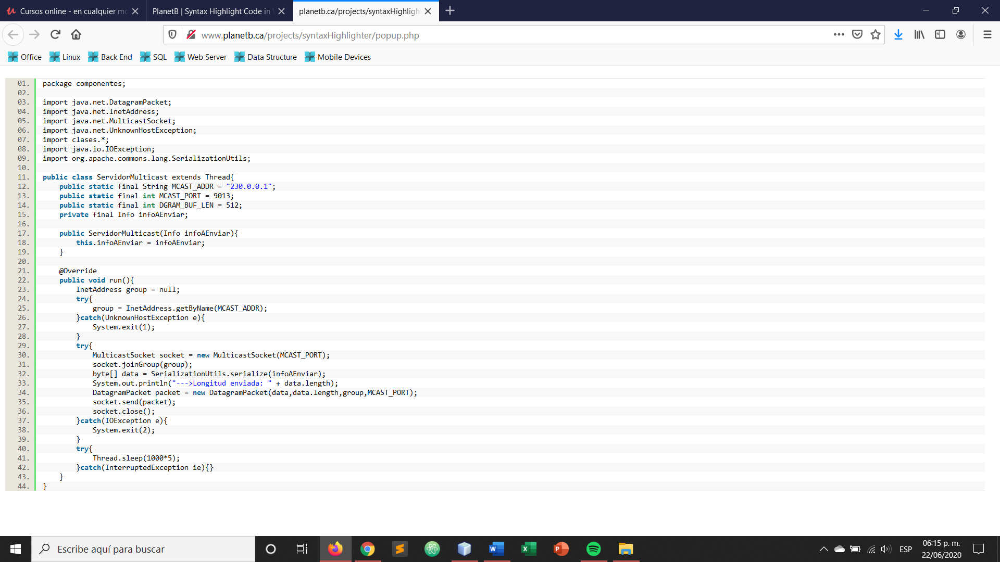 Cursos online - en cualquier mo
PlanetB | Syntax Highlight Code in
planetb.ca/projects/syntaxHighligh
www.planetb.ca/projects/syntaxHighlighter/popup.php
Office Linux Back End SQL Web Server Data Structure Mobile Devices
01. package componentes;
02.
03. import java.net.DatagramPacket;
04. import java.net.InetAddress;
05. import java.net.MulticastSocket;
06. import java.net.UnknownHostException;
07. import clases.*;
08. import java.io.IOException;
09. import org.apache.commons.lang.SerializationUtils;
10.
11. public class ServidorMulticast extends Thread{
12. public static final String MCAST_ADDR = "230.0.0.1";
13. public static final int MCAST_PORT = 9013;
14. public static final int DGRAM_BUF_LEN = 512;
15. private final Info infoAEnviar;
16.
17. public ServidorMulticast(Info infoAEnviar){
18. this.infoAEnviar = infoAEnviar;
19. }
20.
21. @Override
22. public void run(){
23. InetAddress group = null;
24. try{
25. group = InetAddress.getByName(MCAST_ADDR);
26. }catch(UnknownHostException e){
27. System.exit(1);
28. }
29. try{
30. MulticastSocket socket = new MulticastSocket(MCAST_PORT);
31. socket.joinGroup(group);
32. byte[] data = SerializationUtils.serialize(infoAEnviar);
33. System.out.println("--->Longitud enviada: " + data.length);
34. DatagramPacket packet = new DatagramPacket(data,data.length,group,MCAST_PORT);
35. socket.send(packet);
36. socket.close();
37. }catch(IOException e){
38. System.exit(2);
39. }
40. try{
41. Thread.sleep(1000*5);
42. }catch(InterruptedException ie){}
43. }
44. }
Escribe aquí para buscar
ESP
06:15 p. m.
22/06/2020